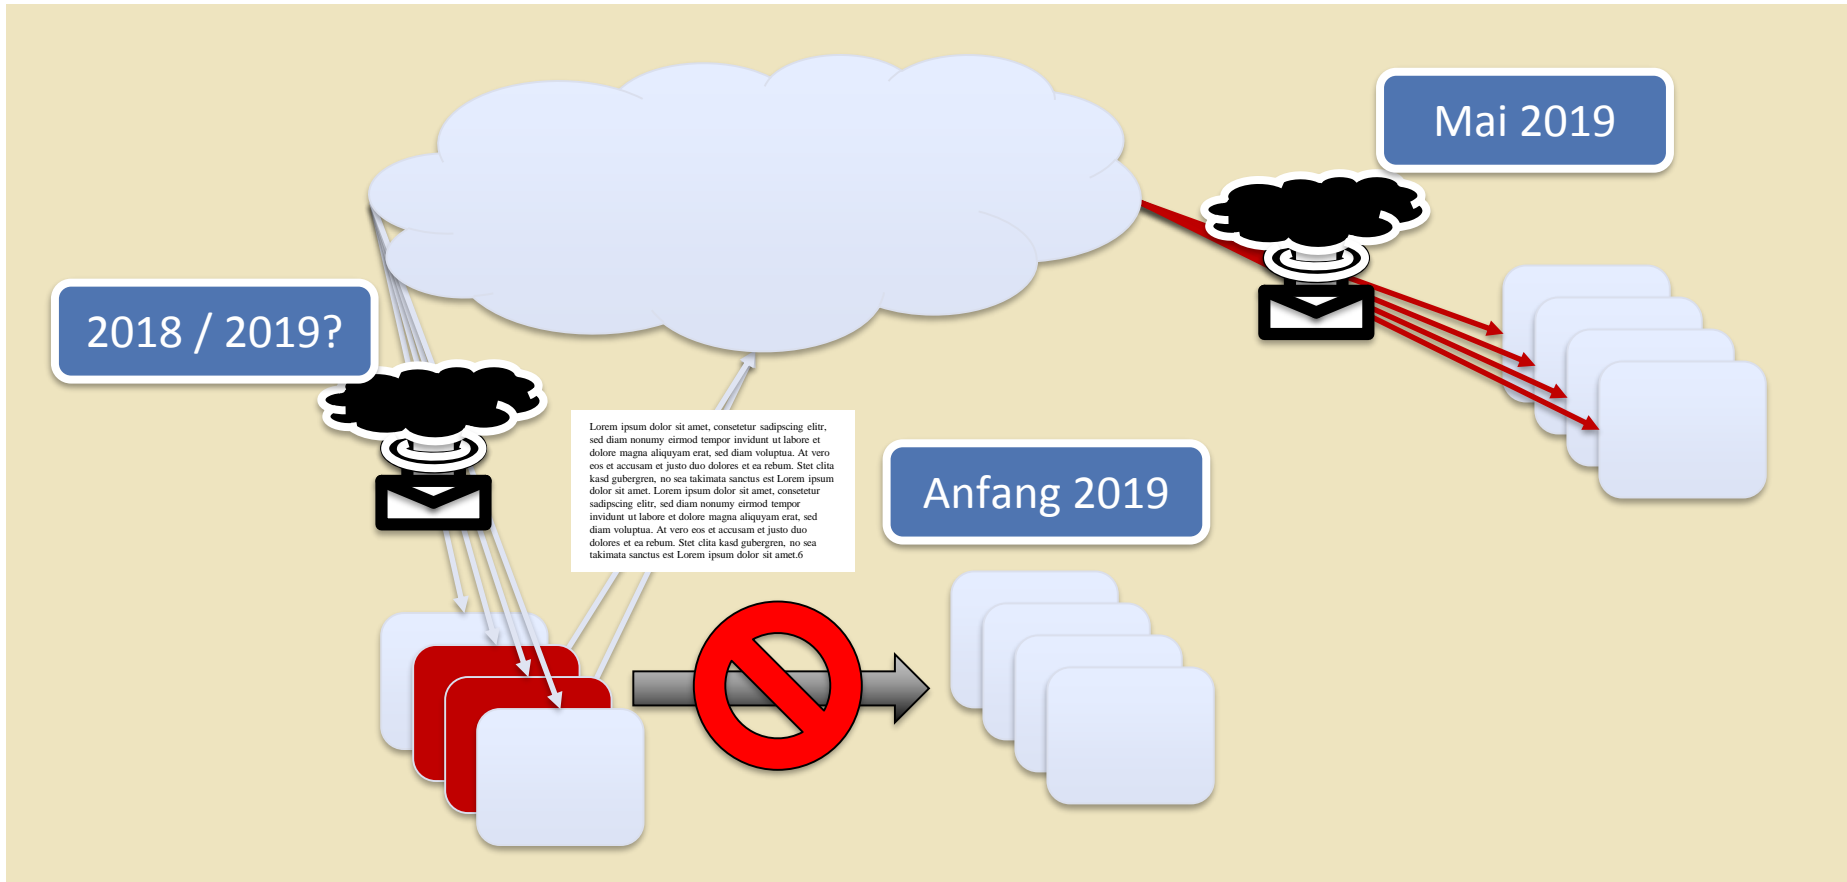 Mai 2019
2018 / 2019?
Lorem ipsum dolor sit amet, consetetur sadipscing elitr,
sed diam nonumy eirmod tempor invidunt ut labore et
dolore magna aliquyam erat, sed diam voluptua. At vero
eos et accusam et justo duo dolores et ea rebum. Stet clita
kasd gubergren, no sea takimata sanctus est Lorem ipsum
dolor sit amet. Lorem ipsum dolor sit amet, consetetur
sadipscing elitr, sed diam nonumy eirmod tempor
invidunt ut labore et dolore magna aliquyam erat, sed
diam voluptua. At vero eos et accusam et justo duo
dolores et ea rebum. Stet clita kasd gubergren, no sea
takimata sanctus est Lorem ipsum dolor sit amet.6
Anfang 2019